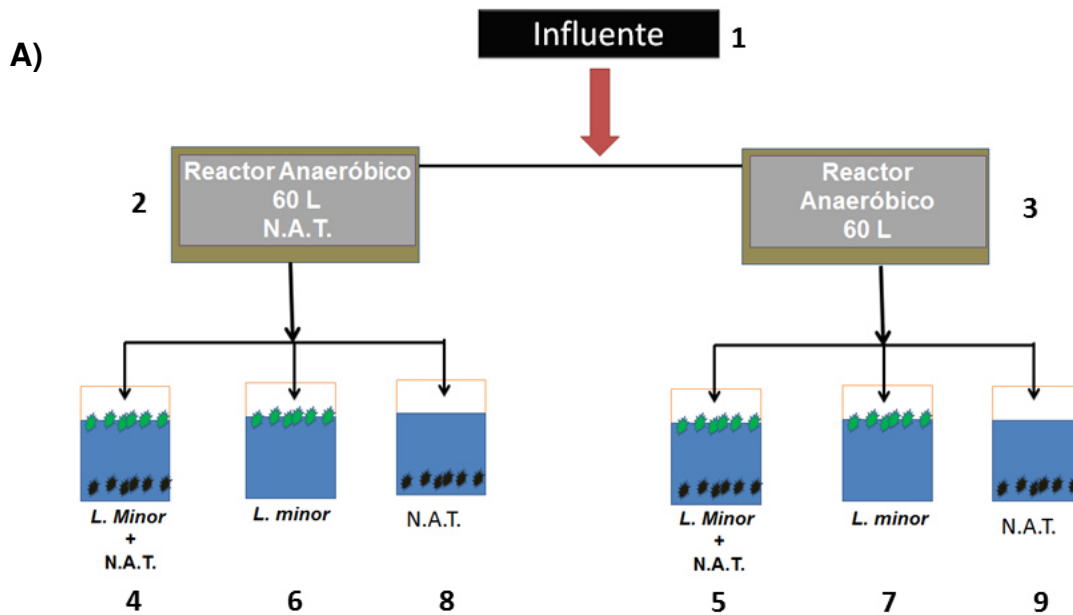 A)
Influente
1
Reactor Anaeróbico
60 L
N.A.T.
2
Reactor
Anaeróbico
60 L
3
L. Minor
+
N.A.T.
L. minor
N.A.T.
L. Minor
+
N.A.T.
L. minor
N.A.T.
4
6
8
5
7
9